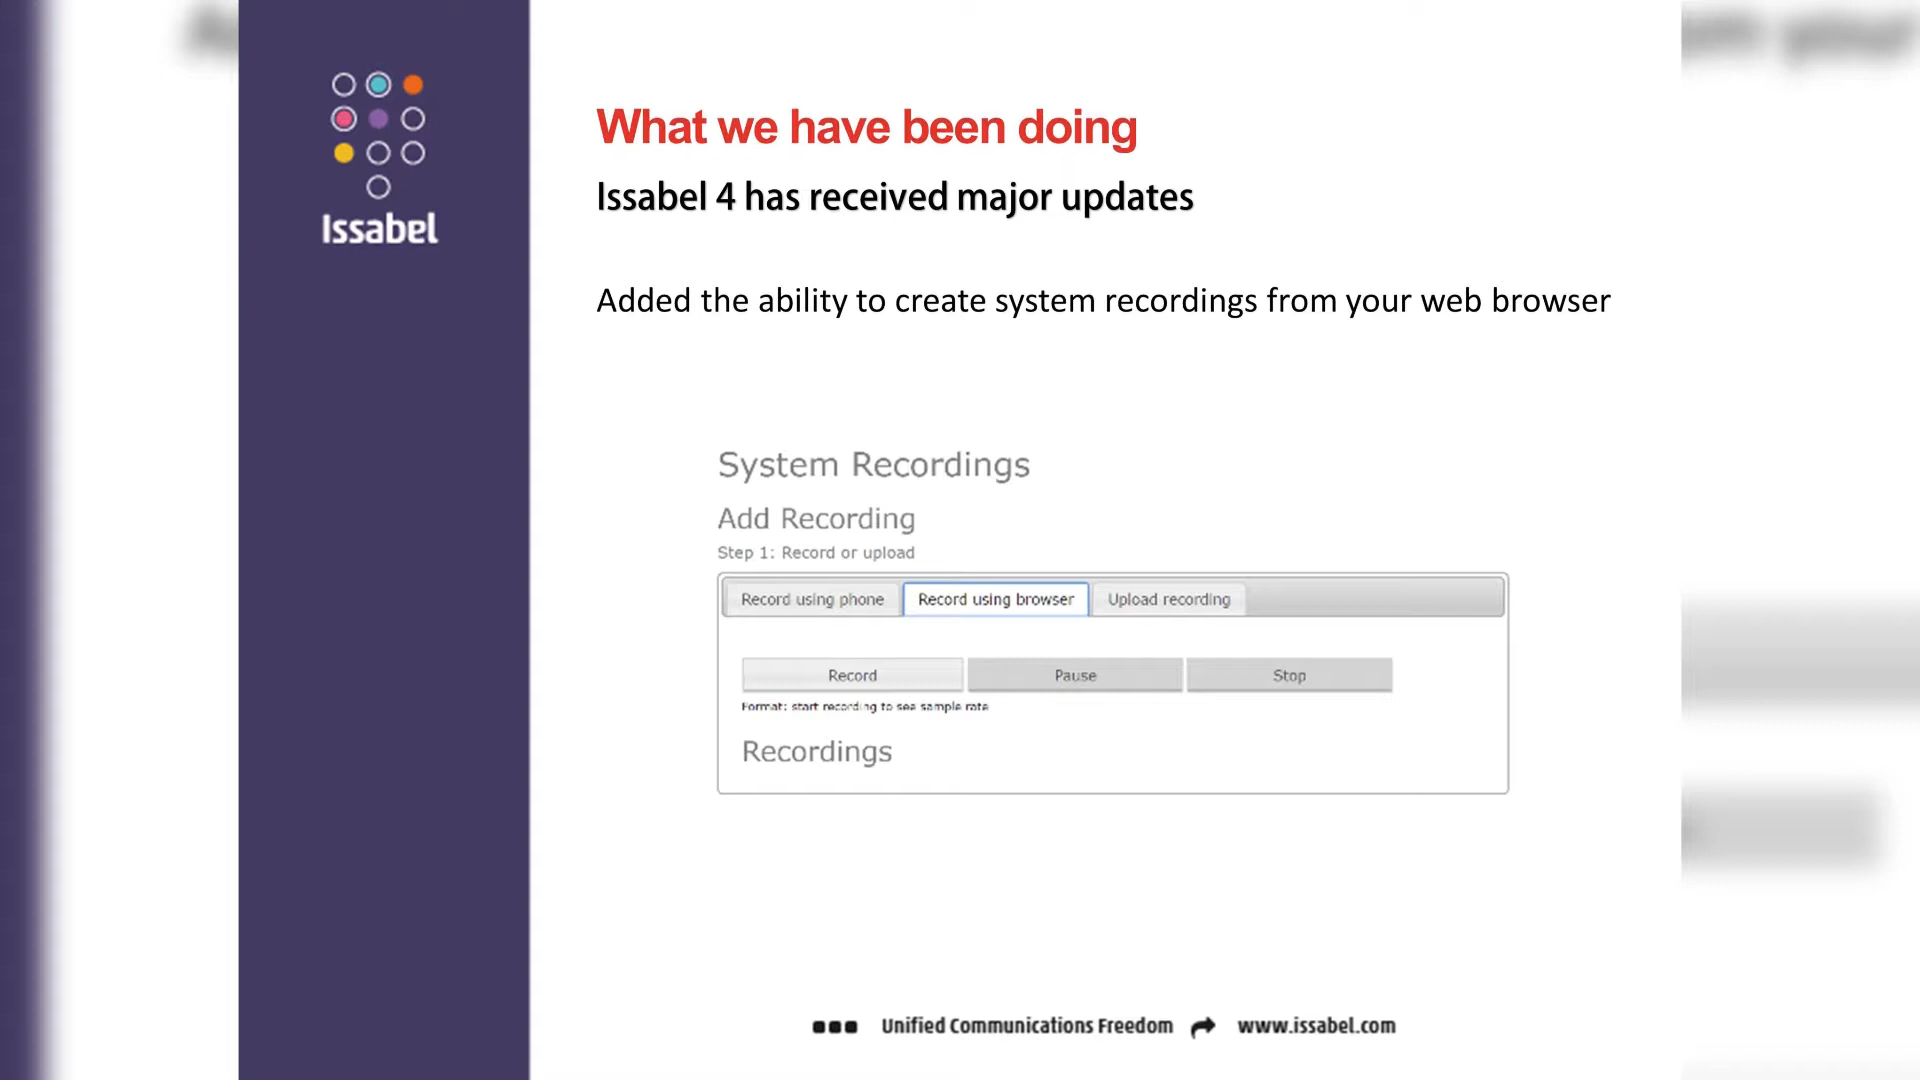 Issabel
What we have been doing
Issabel 4 has received major updates
Added the ability to create system recordings from your web browser
System Recordings
Add Recording
Step 1: Record or upload
Record using phone Record using browser Upload recording
Record Pause Stop
Format: start recording to see sample rate
Recordings
Unified Communications Freedom www.issabel.com